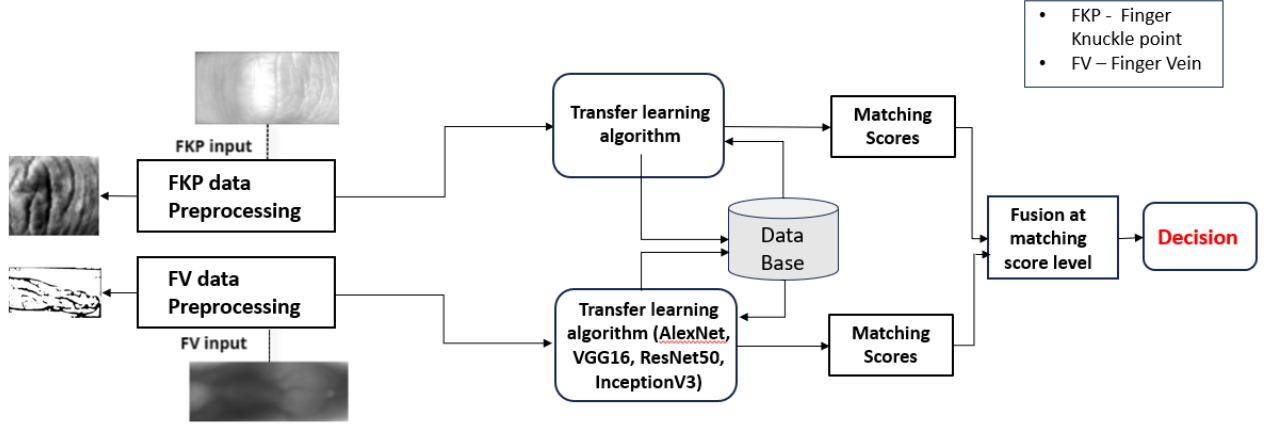 • FKP - Finger
Knuckle point
• FV – Finger Vein
FKP input
FKP data
Preprocessing
FV data
Preprocessing
FV input
Transfer learning
algorithm
Data
Base
Transfer learning
algorithm (AlexNet,
VGG16, ResNet50,
InceptionV3)
Matching
Scores
Matching
Scores
Fusion at
matching
score level
Decision